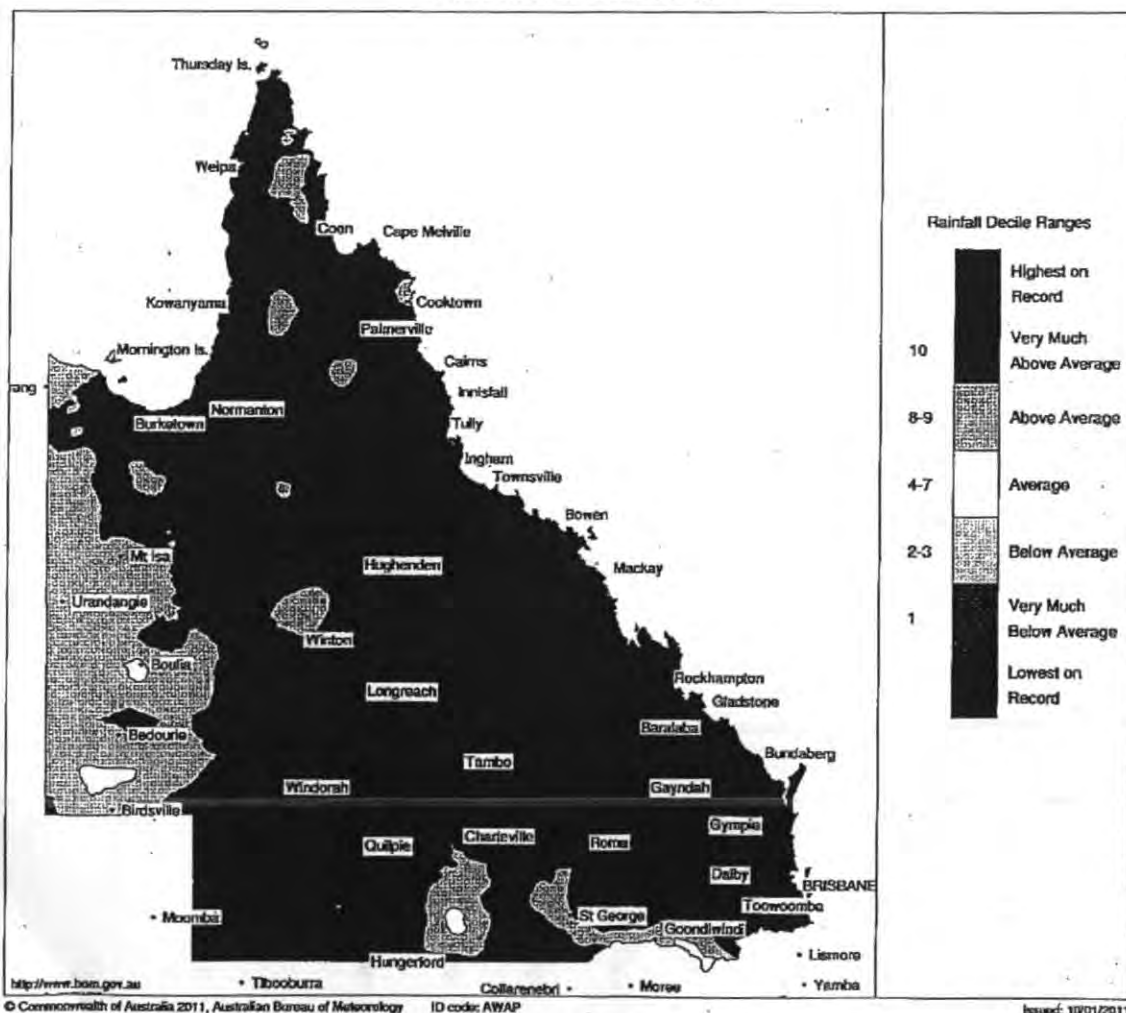 Thursday Is.
Weipa
Coen
Cape Melville
Kowanyama
Cooktown
Palmerville
Mornington Is.
Cairns
rang
Innisfail
Normanton
Burketown
Tully
Ingham
Townsville
Bowen
Mt Isa
Hughenden
Mackay
Urandangie
Winton
Boulia
Longreach
Rockhampton
Gladstone
Bedourie
Baralaba
Tambo
Bundaberg
Windorah
Gayndah
Birdsville
Gympie
Charleville
Quilpie
Roma
Dalby
BRISBANE
Toowoomba
Moomba
St George
Goondiwindi
Hungerford
Lismore
http://www.bom.gov.au
Tibooburra
Collarenebri
Moree
Yamba
Rainfall Decile Ranges
Highest on
Record
Very Much
10
Above Average
8-9
Above Average
4-7
Average
2-3
Below Average
Very Much
1
Below Average
Lowest on
Record
© Commonwealth of Australia 2011, Australian Bureau of Meteorology
ID code: AWAP
Issued: 10/01/2011